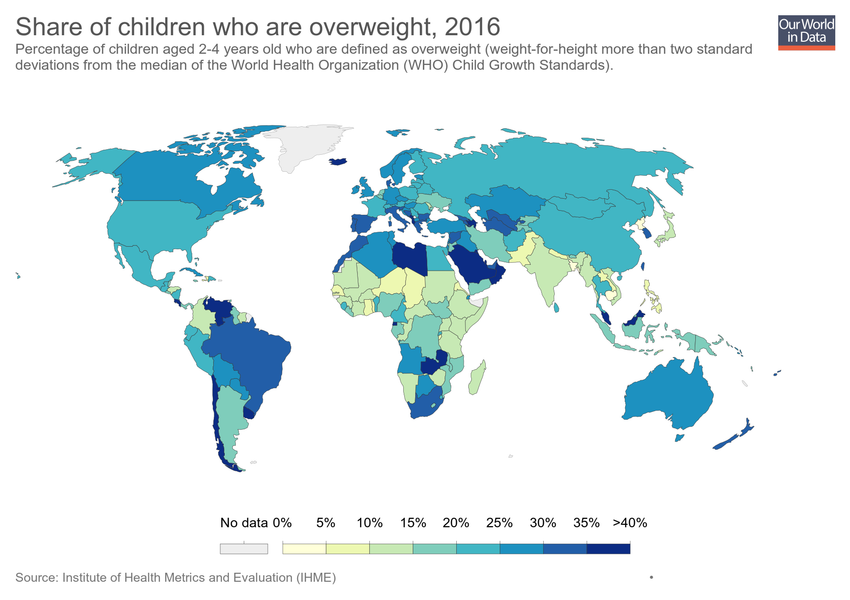 Share of children who are overweight, 2016
Our World
in Data
Percentage of children aged 2-4 years old who are defined as overweight (weight-for-height more than two standard
deviations from the median of the World Health Organization (WHO) Child Growth Standards).
No data 0% 5% 10% 15% 20% 25% 30% 35% >40%
Source: Institute of Health Metrics and Evaluation (IHME)